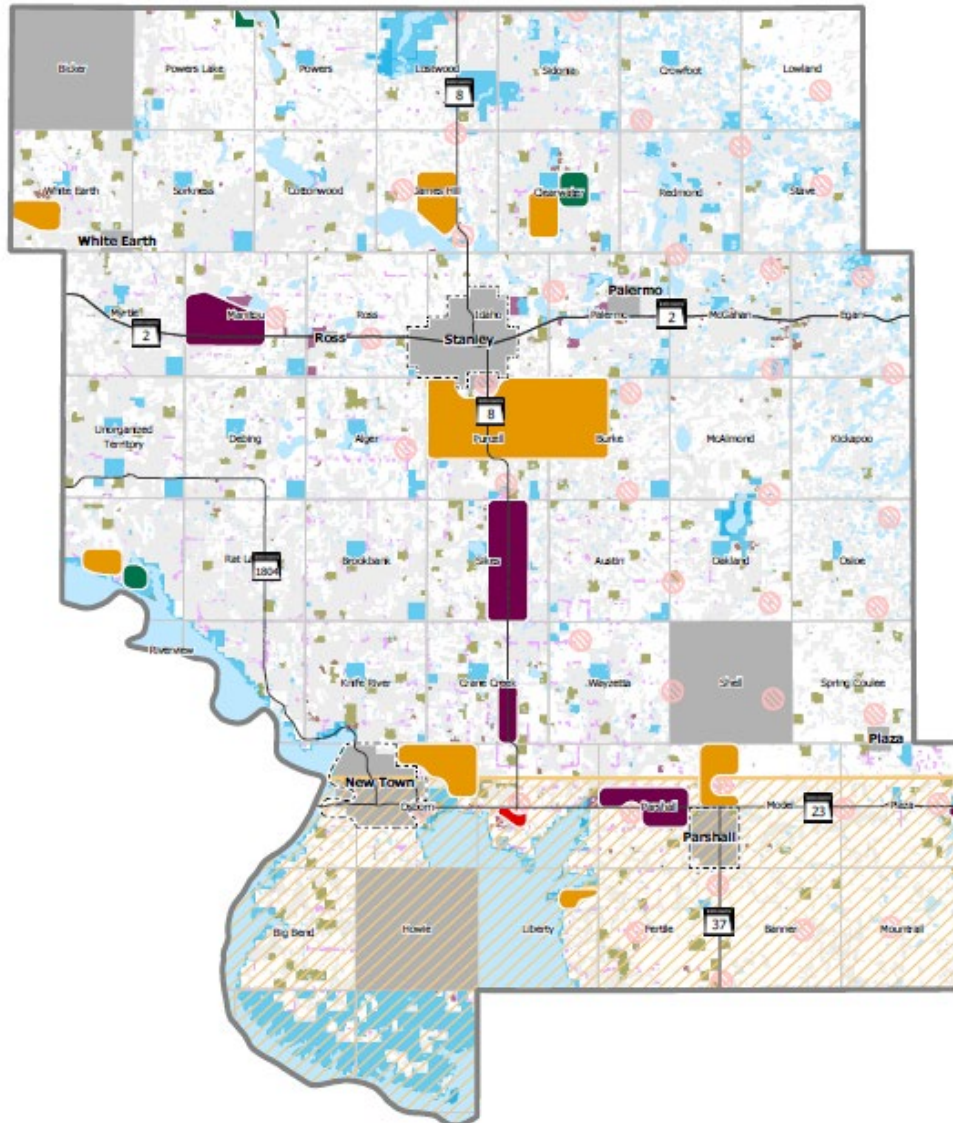 Bicker
Powers Lake
Powers
Lostwood
Sidonia
Crowfoot
Lowland
8
White Earth
Sorkness
Cottonwood
James Hill
Clearwater
Redmond
Stave
White Earth
Myrtle
Manitou
Ross
Idaho
Palermo
Palermo
McGahan
Egan
2
2
Ross
Stanley
8
Unorganized
Territory
Debing
Alger
Purcell
Burke
McAlmond
Kickapoo
Rat La
1804
Brookbank
Sikes
Austin
Oakland
Osloe
Riverview
Knife River
Crane Creek
Wayzetta
Shell
Spring Coulee
Plaza
New Town
Osborn
Parshall
Model
23
Plaza
Parshall
Big Bend
Howie
Liberty
Fertile
37
Banner
Mountrail